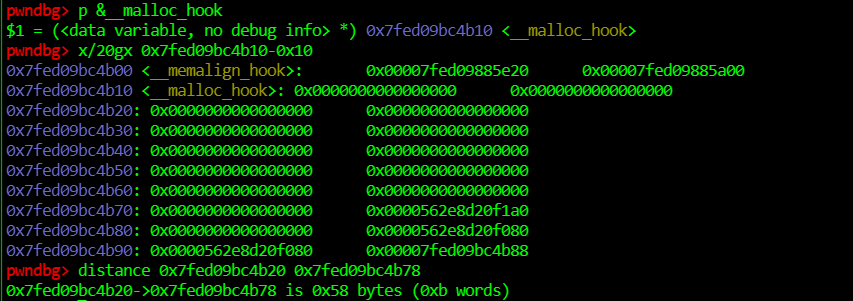 pwndbg> p &__malloc_hook
$1 = (<data variable, no debug info> *) 0x7fed09bc4b10 <__malloc_hook>
pwndbg> x/20gx 0x7fed09bc4b10-0x10
0x7fed09bc4b00 <__memalign_hook>: 0x00007fed09885e20 0x00007fed09885a00
0x7fed09bc4b10 <__malloc_hook>: 0x0000000000000000 0x0000000000000000
0x7fed09bc4b20: 0x0000000000000000 0x0000000000000000
0x7fed09bc4b30: 0x0000000000000000 0x0000000000000000
0x7fed09bc4b40: 0x0000000000000000 0x0000000000000000
0x7fed09bc4b50: 0x0000000000000000 0x0000000000000000
0x7fed09bc4b60: 0x0000000000000000 0x0000000000000000
0x7fed09bc4b70: 0x0000000000000000 0x0000562e8d20f1a0
0x7fed09bc4b80: 0x0000000000000000 0x0000562e8d20f080
0x7fed09bc4b90: 0x0000562e8d20f080 0x00007fed09bc4b88
pwndbg> distance 0x7fed09bc4b20 0x7fed09bc4b78
0x7fed09bc4b20->0x7fed09bc4b78 is 0x58 bytes (0xb words)